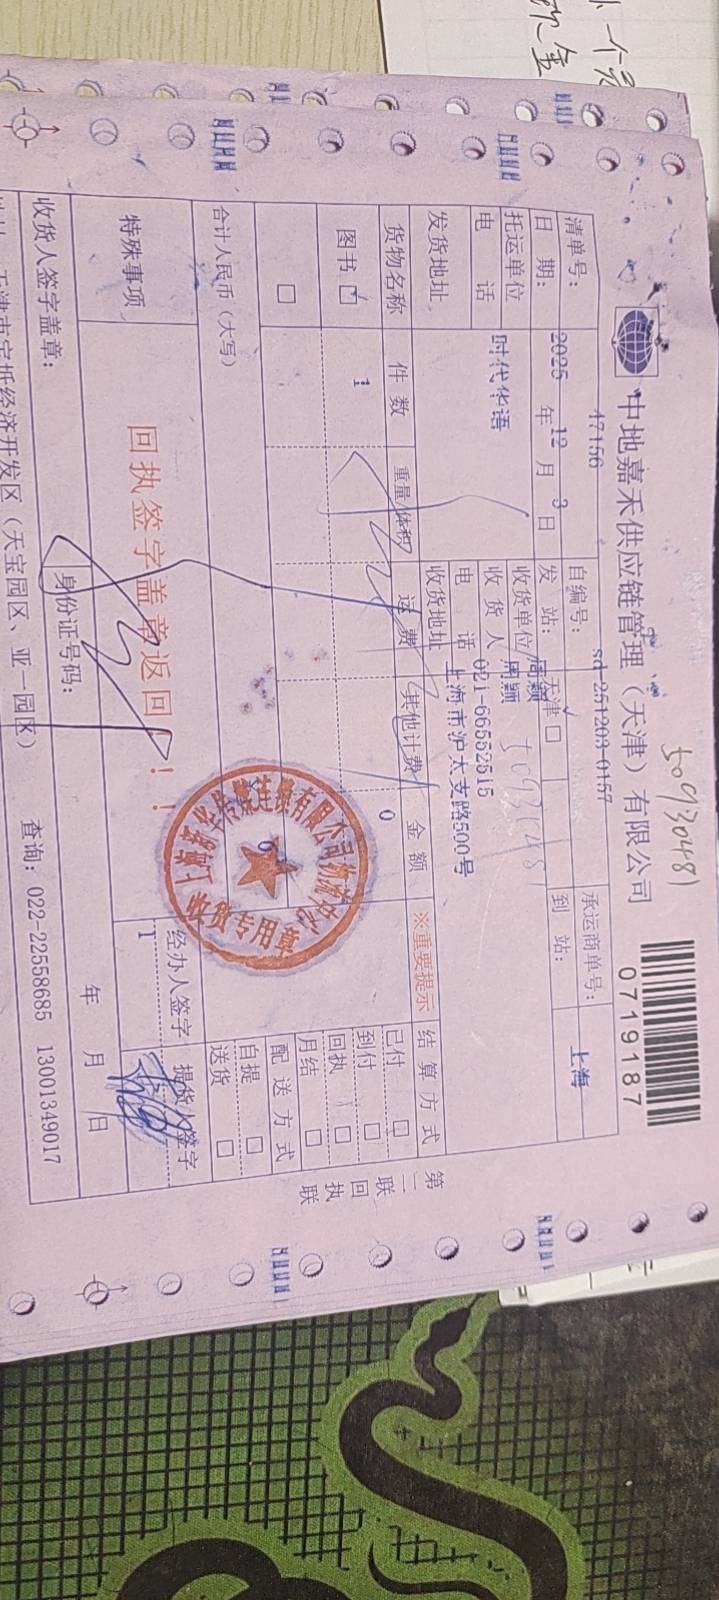 50930481
中地嘉禾供应链管理（天津）有限公司
0719187
清单号： 47156 自编号： sd-251203-0157 承运商单号：
日 期： 2025 年 12 月 3 日 发 站： 天津 到 站： 上海
托运单位 时代华语 收货单位 周颖
电 话 收 货 人 周颖
发货地址 电 话 021-66552515
收货地址 上海市沪太支路500号
货物名称 件 数 重量/体积 运 费 其他计费 金 额 ※重要提示 结 算 方 式
图书 1 0 已付
到付
回执
月结
合计人民币（大写） 配 送 方 式
自提
送货
特殊事项 回执签字盖章返回！！ 经办人签字 提货人签字
1
收货人签字盖章： 身份证号码： 年 月 日
天津市宝坻经济开发区（天宝园区、亚一园区） 查询：022-22558685 13001349017
第二联 回执联
收货专用章